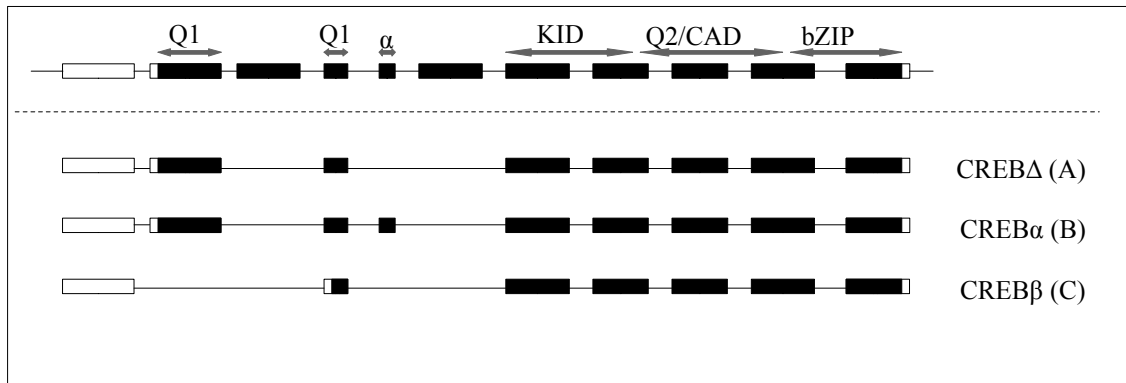 Q1 Q1 α KID Q2/CAD bZIP
CREBΔ (A)
CREBα (B)
CREBβ (C)